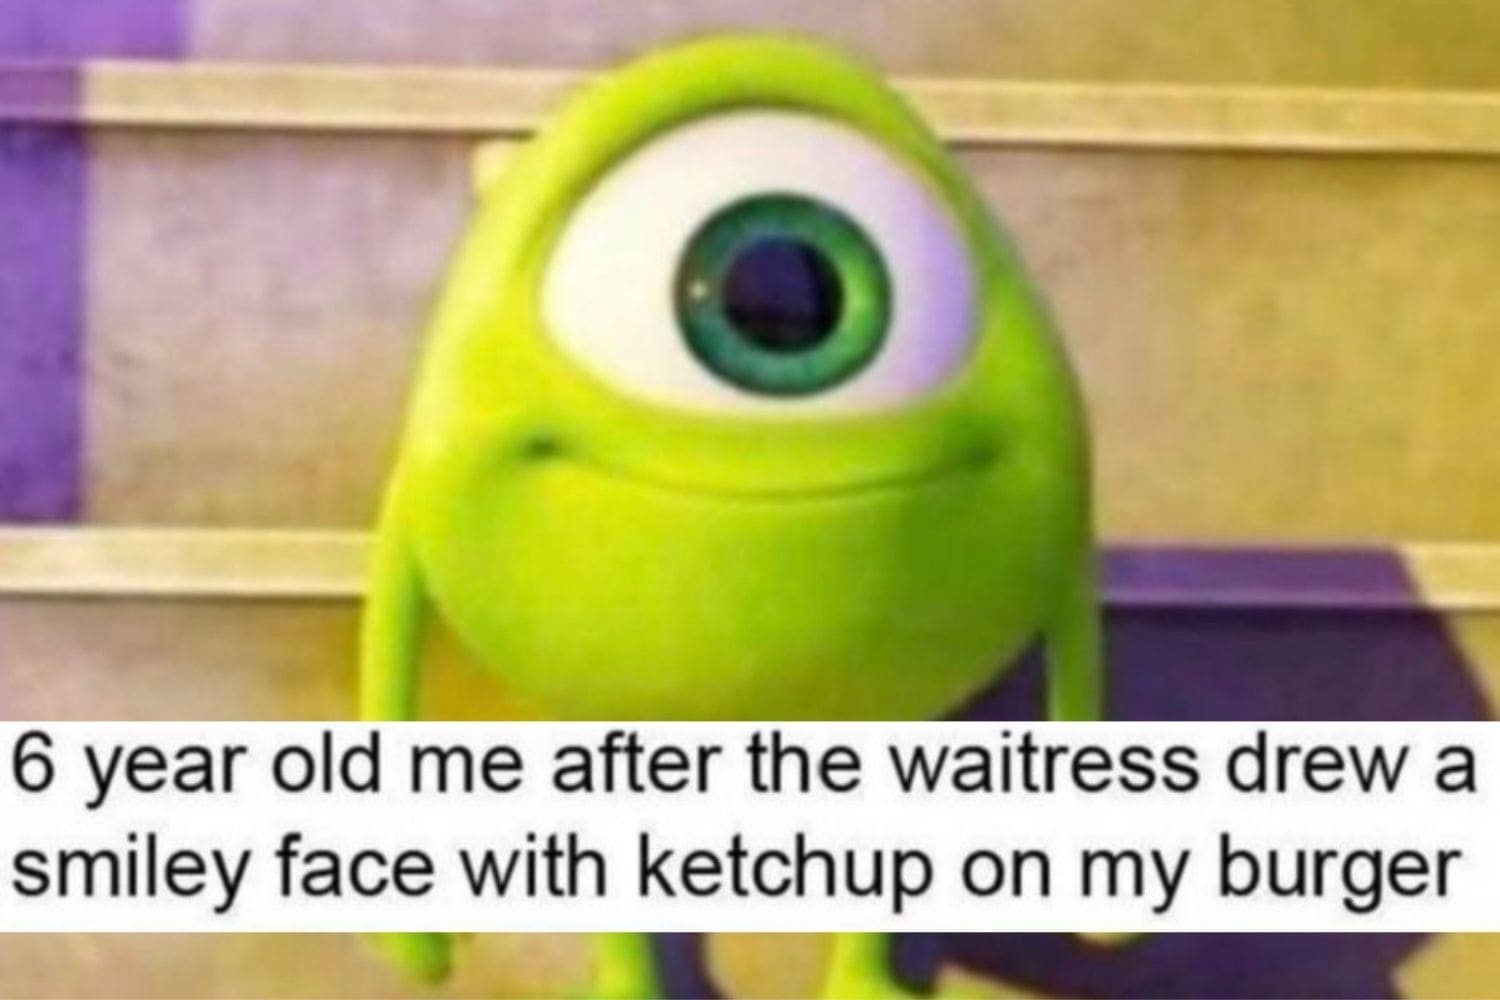 6 year old me after the waitress drew a
smiley face with ketchup on my burger